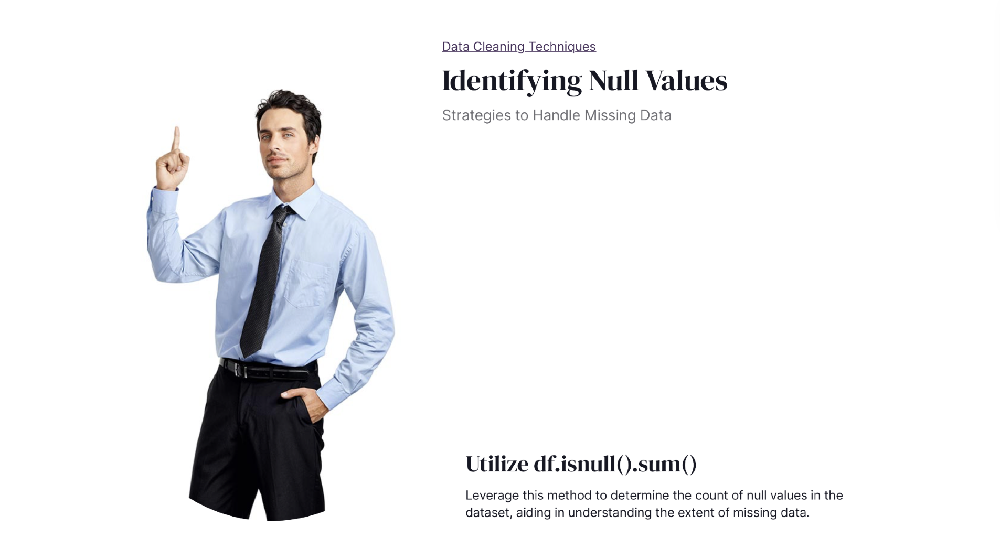 Data Cleaning Techniques
Identifying Null Values
Strategies to Handle Missing Data
Utilize df.isnull().sum()
Leverage this method to determine the count of null values in the
dataset, aiding in understanding the extent of missing data.